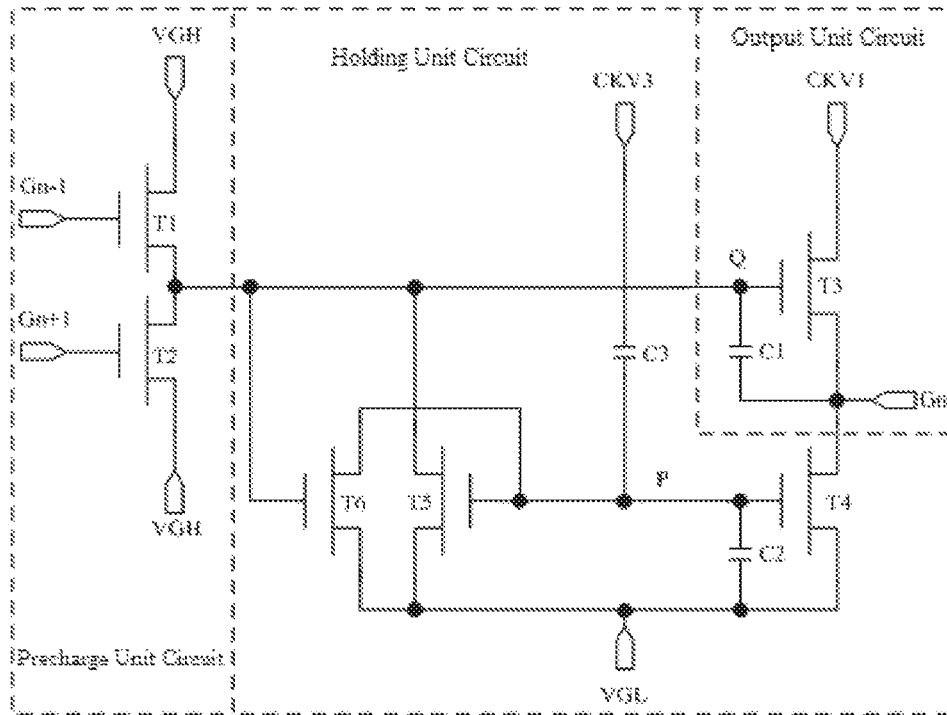 VGH
Holding Unit Circuit
Output Unit Circuit
CKV3
CKV1
Gn-1
T1
Q
T3
Gn+1
T2
C3
C1
Gn
P
T6
T5
T4
VGH
C2
Precharge Unit Circuit
VGL